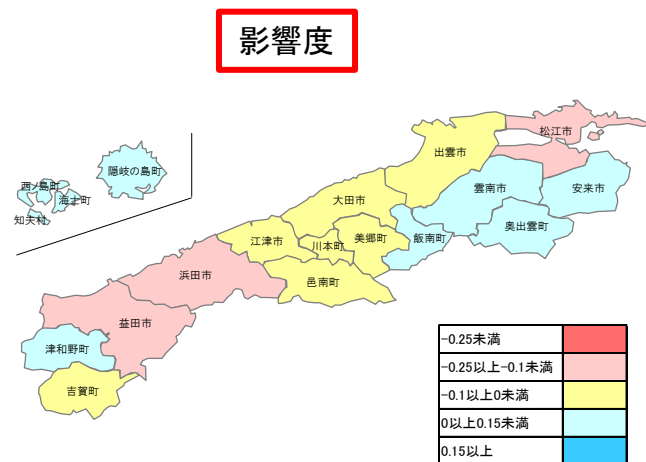 影響度
松江市
出雲市
隠岐の島町
西ノ島町
海士町
知夫村
雲南市
安来市
大田市
奥出雲町
飯南町
美郷町
川本町
江津市
邑南町
浜田市
益田市
津和野町
吉賀町
-0.25未満
-0.25以上-0.1未満
-0.1以上0未満
0以上0.15未満
0.15以上